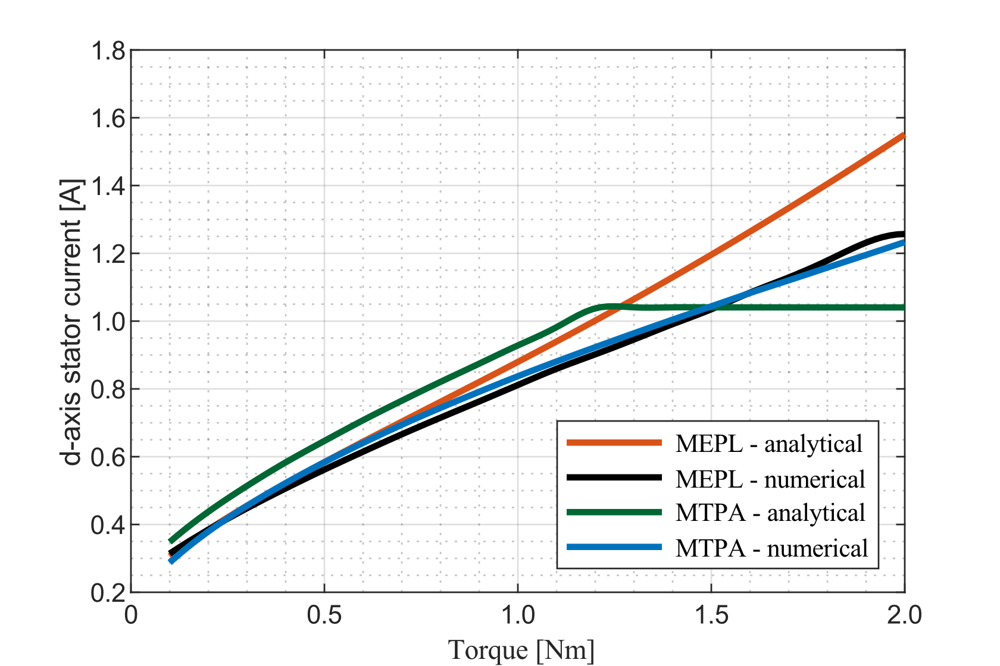 1.8
1.6
1.4
1.2
1.0
0.8
0.6
0.4
0.2
d-axis stator current [A]
MEPL - analytical
MEPL - numerical
MTPA - analytical
MTPA - numerical
0 0.5 1.0 1.5 2.0
Torque [Nm]